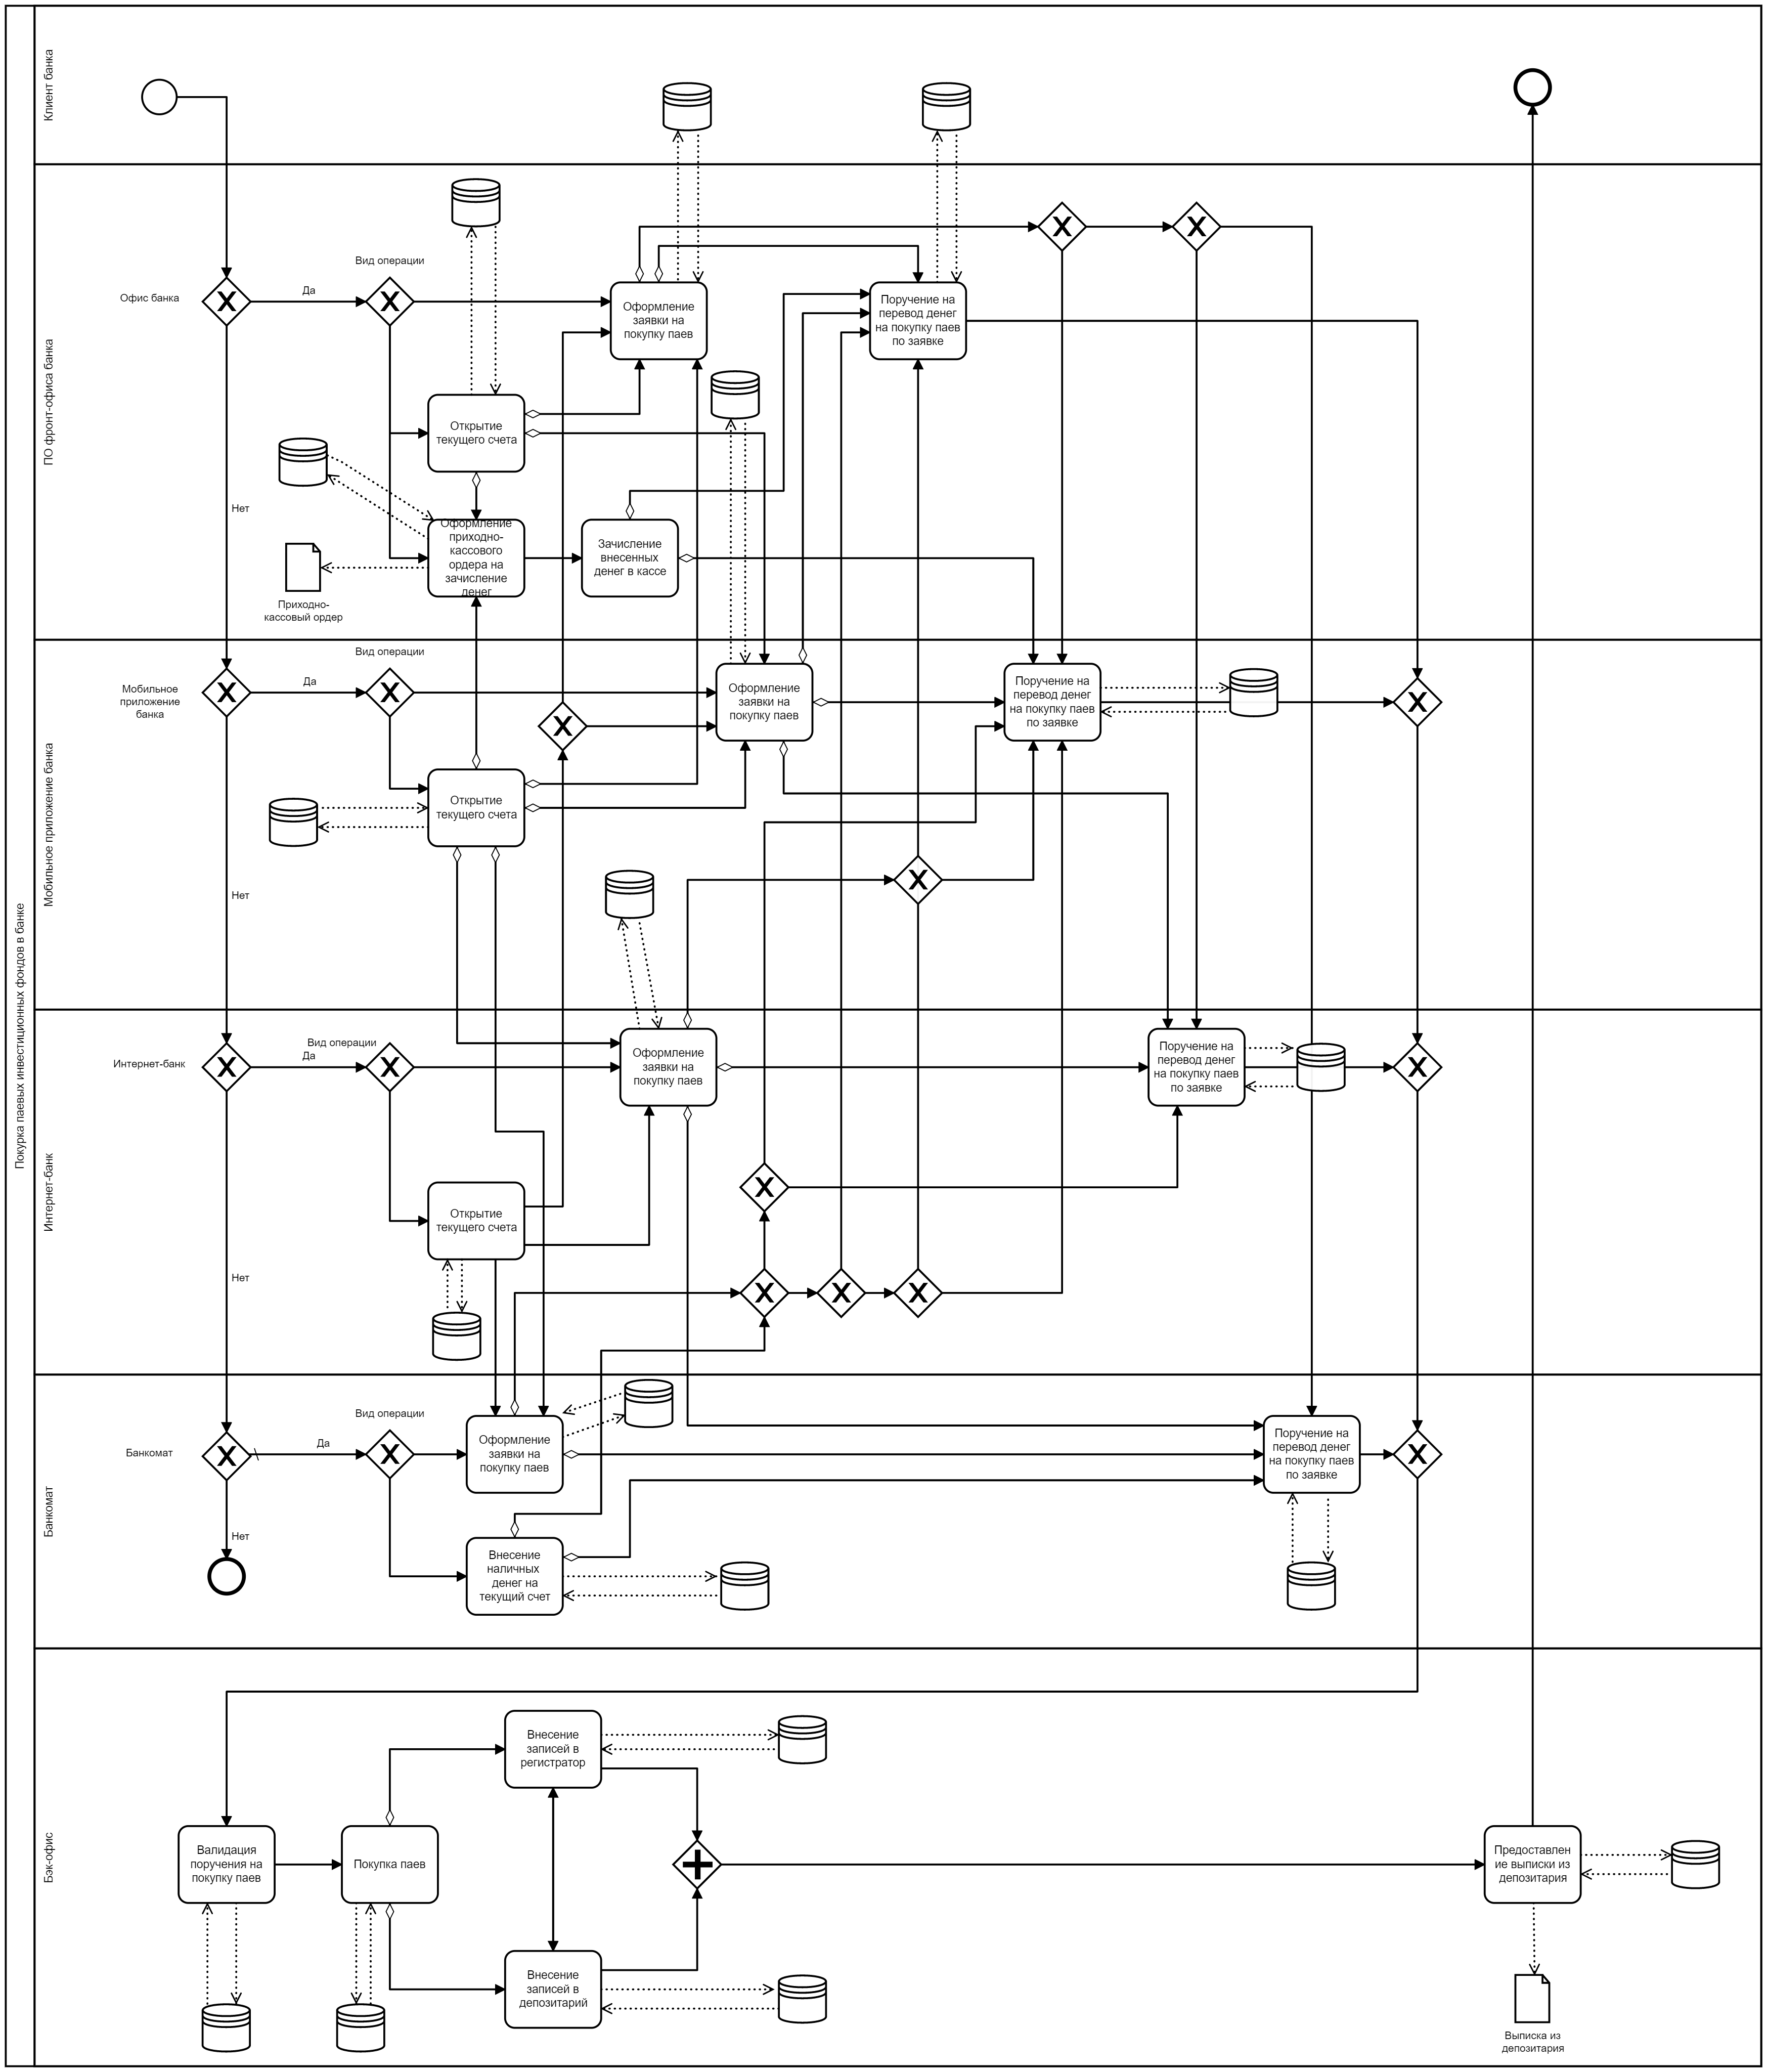 Покурка паевых инвестиционных фондов в банке
Клиент банка
ПО фронт-офиса банка
Вид операции
Офис банка
Да
Оформление
заявки на
покупку паев
Поручение на
перевод денег
на покупку паев
по заявке
Открытие
текущего счета
Нет
Оформление
приходно-
кассового
ордера на
зачисление
денег
Зачисление
внесенных
денег в кассе
Приходно-
кассовый ордер
Мобильное приложение банка
Вид операции
Мобильное
приложение
банка
Да
Оформление
заявки на
покупку паев
Поручение на
перевод денег
на покупку паев
по заявке
Открытие
текущего счета
Нет
Интернет-банк
Вид операции
Интернет-банк
Да
Оформление
заявки на
покупку паев
Поручение на
перевод денег
на покупку паев
по заявке
Открытие
текущего счета
Нет
Банкомат
Вид операции
Банкомат
Да
Оформление
заявки на
покупку паев
Поручение на
перевод денег
на покупку паев
по заявке
Нет
Внесение
наличных
денег на
текущий счет
Бэк-офис
Внесение
записей в
регистратор
Валидация
поручения на
покупку паев
Покупка паев
Предоставлен
ие выписки из
депозитария
Внесение
записей в
депозитарий
Выписка из
депозитария